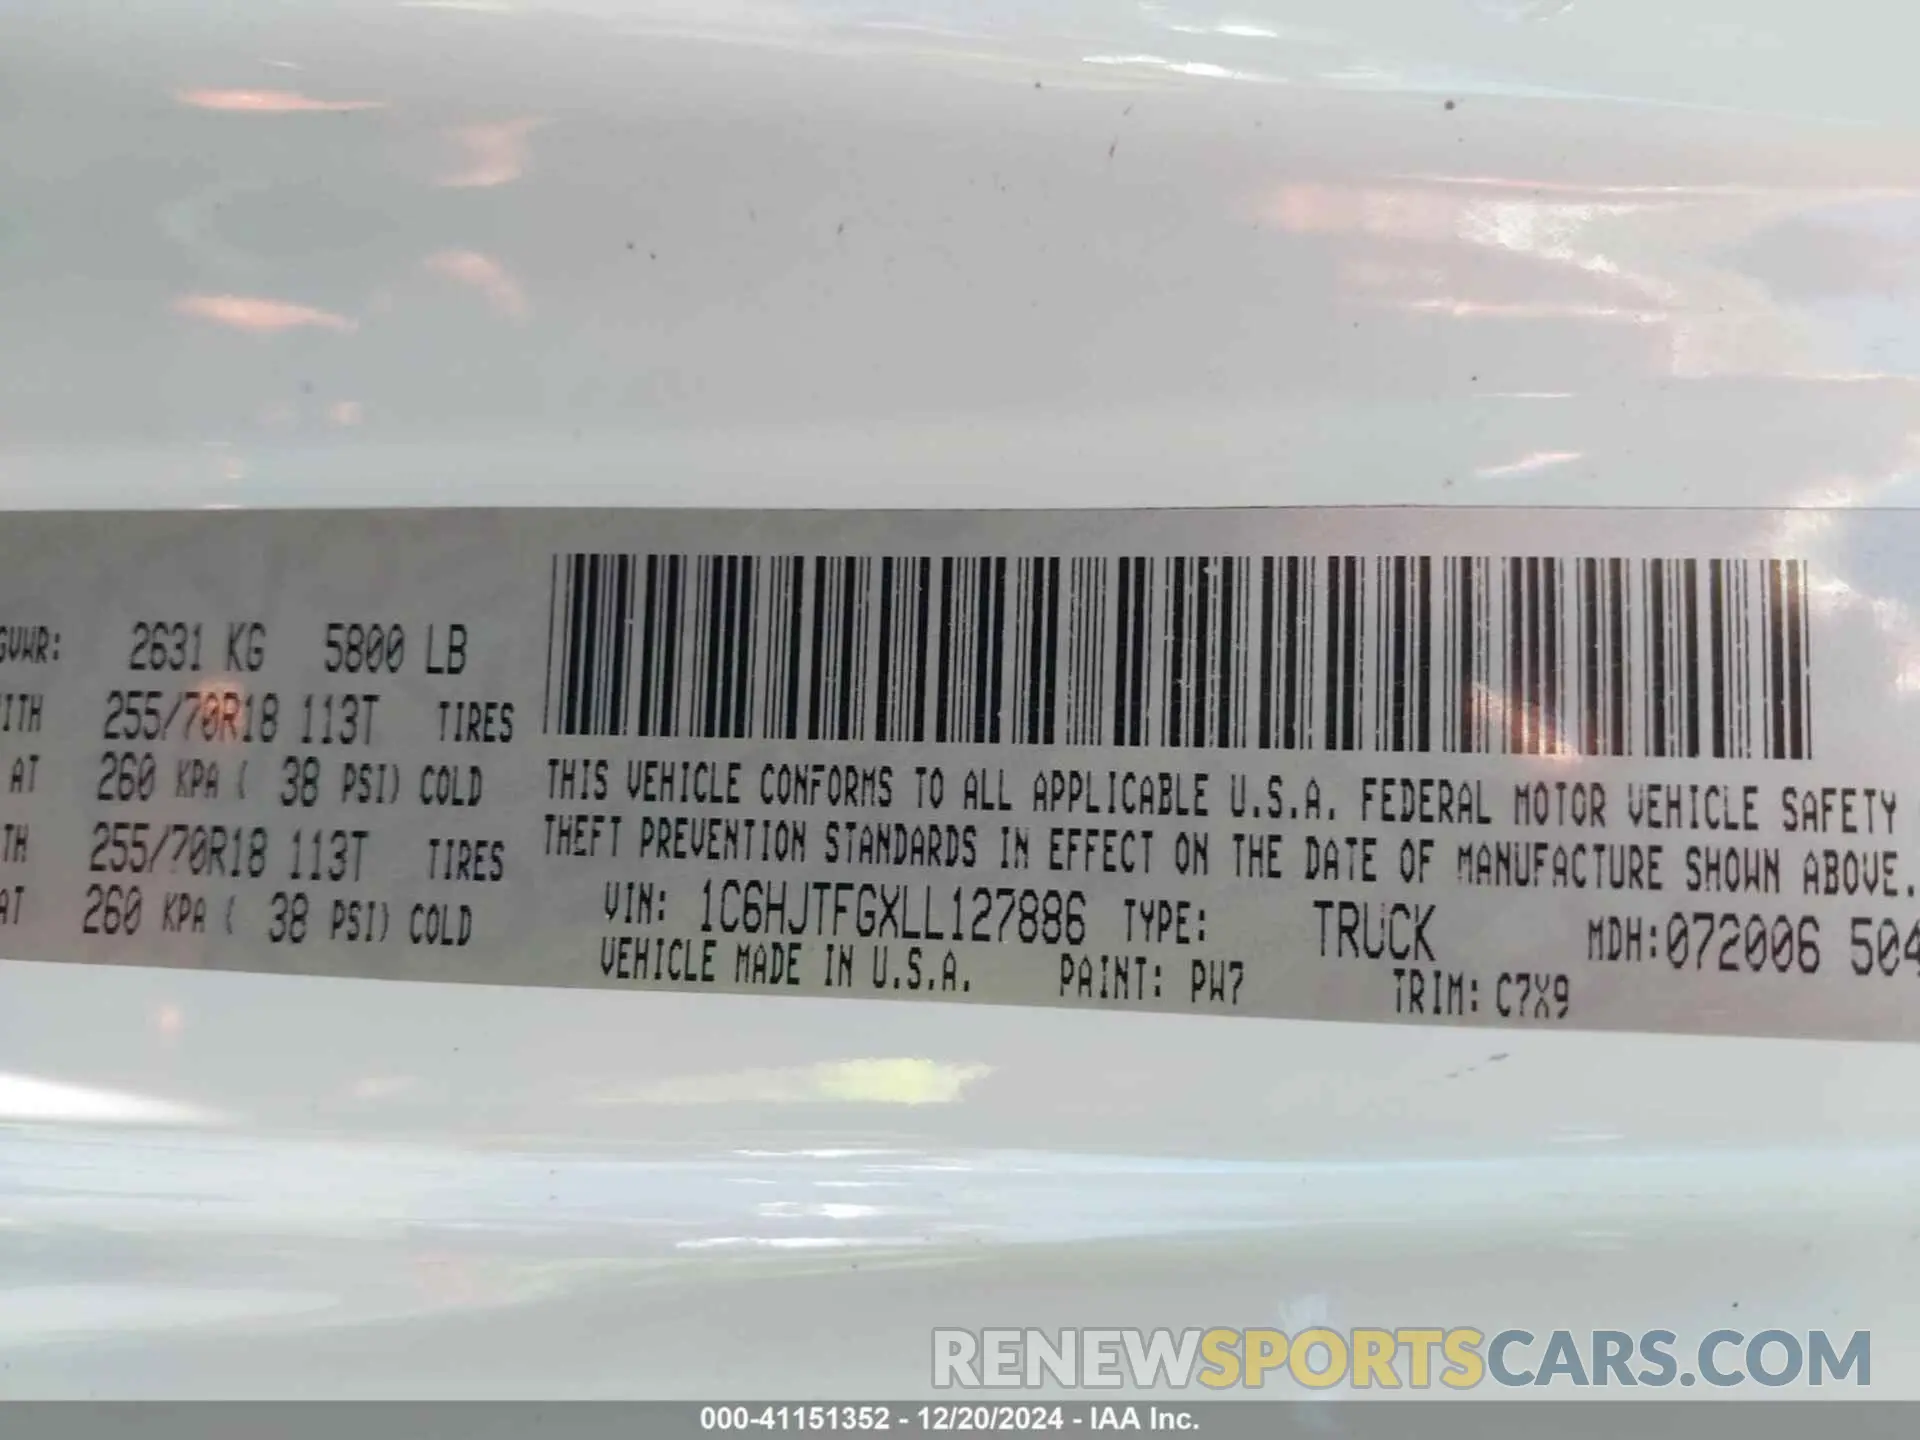 GVWR: 2631 KG 5800 LB
WITH 255/70R18 113T TIRES
AT 260 KPA ( 38 PSI) COLD
TH 255/70R18 113T TIRES
AT 260 KPA ( 38 PSI) COLD
THIS VEHICLE CONFORMS TO ALL APPLICABLE U.S.A. FEDERAL MOTOR VEHICLE SAFETY
THEFT PREVENTION STANDARDS IN EFFECT ON THE DATE OF MANUFACTURE SHOWN ABOVE.
VIN: 1C6HJTFGXLL127886 TYPE: TRUCK MDH:072006 504
VEHICLE MADE IN U.S.A. PAINT: PW7 TRIM: C7X9
RENEWSPORTSCARS.COM
000-41151352 - 12/20/2024 - IAA Inc.